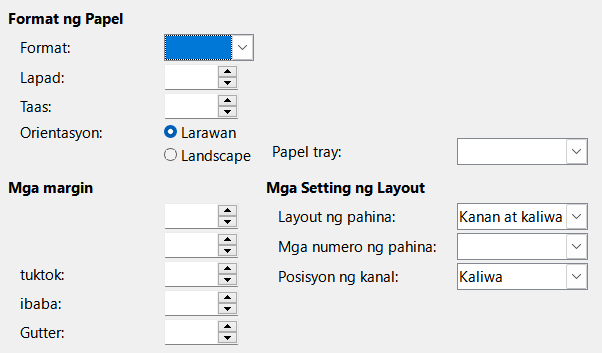 Format ng Papel
Format:
Lapad:
Taas:
Orientasyon:
Larawan
Landscape
Papel tray:
Mga margin
Mga Setting ng Layout
Layout ng pahina:
Kanan at kaliwa
Mga numero ng pahina:
tuktok:
Posisyon ng kanal:
Kaliwa
ibaba:
Gutter: